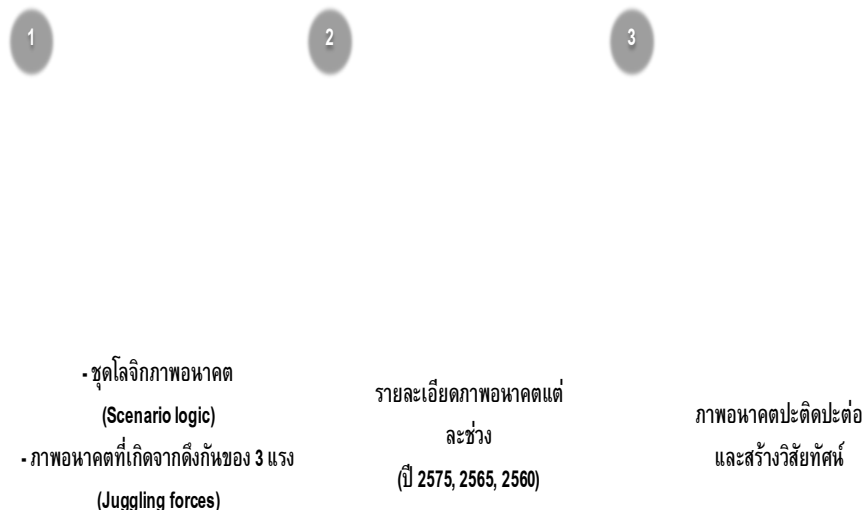 1
2
3
- ชุดโลจิกภาพอนาคต
(Scenario logic)
- ภาพอนาคตที่เกิดจากดึงกันของ 3 แรง
(Juggling forces)
รายละเอียดภาพอนาคตแต่
ละช่วง
(ปี 2575, 2565, 2560)
ภาพอนาคตปะติดปะต่อ
และสร้างวิสัยทัศน์